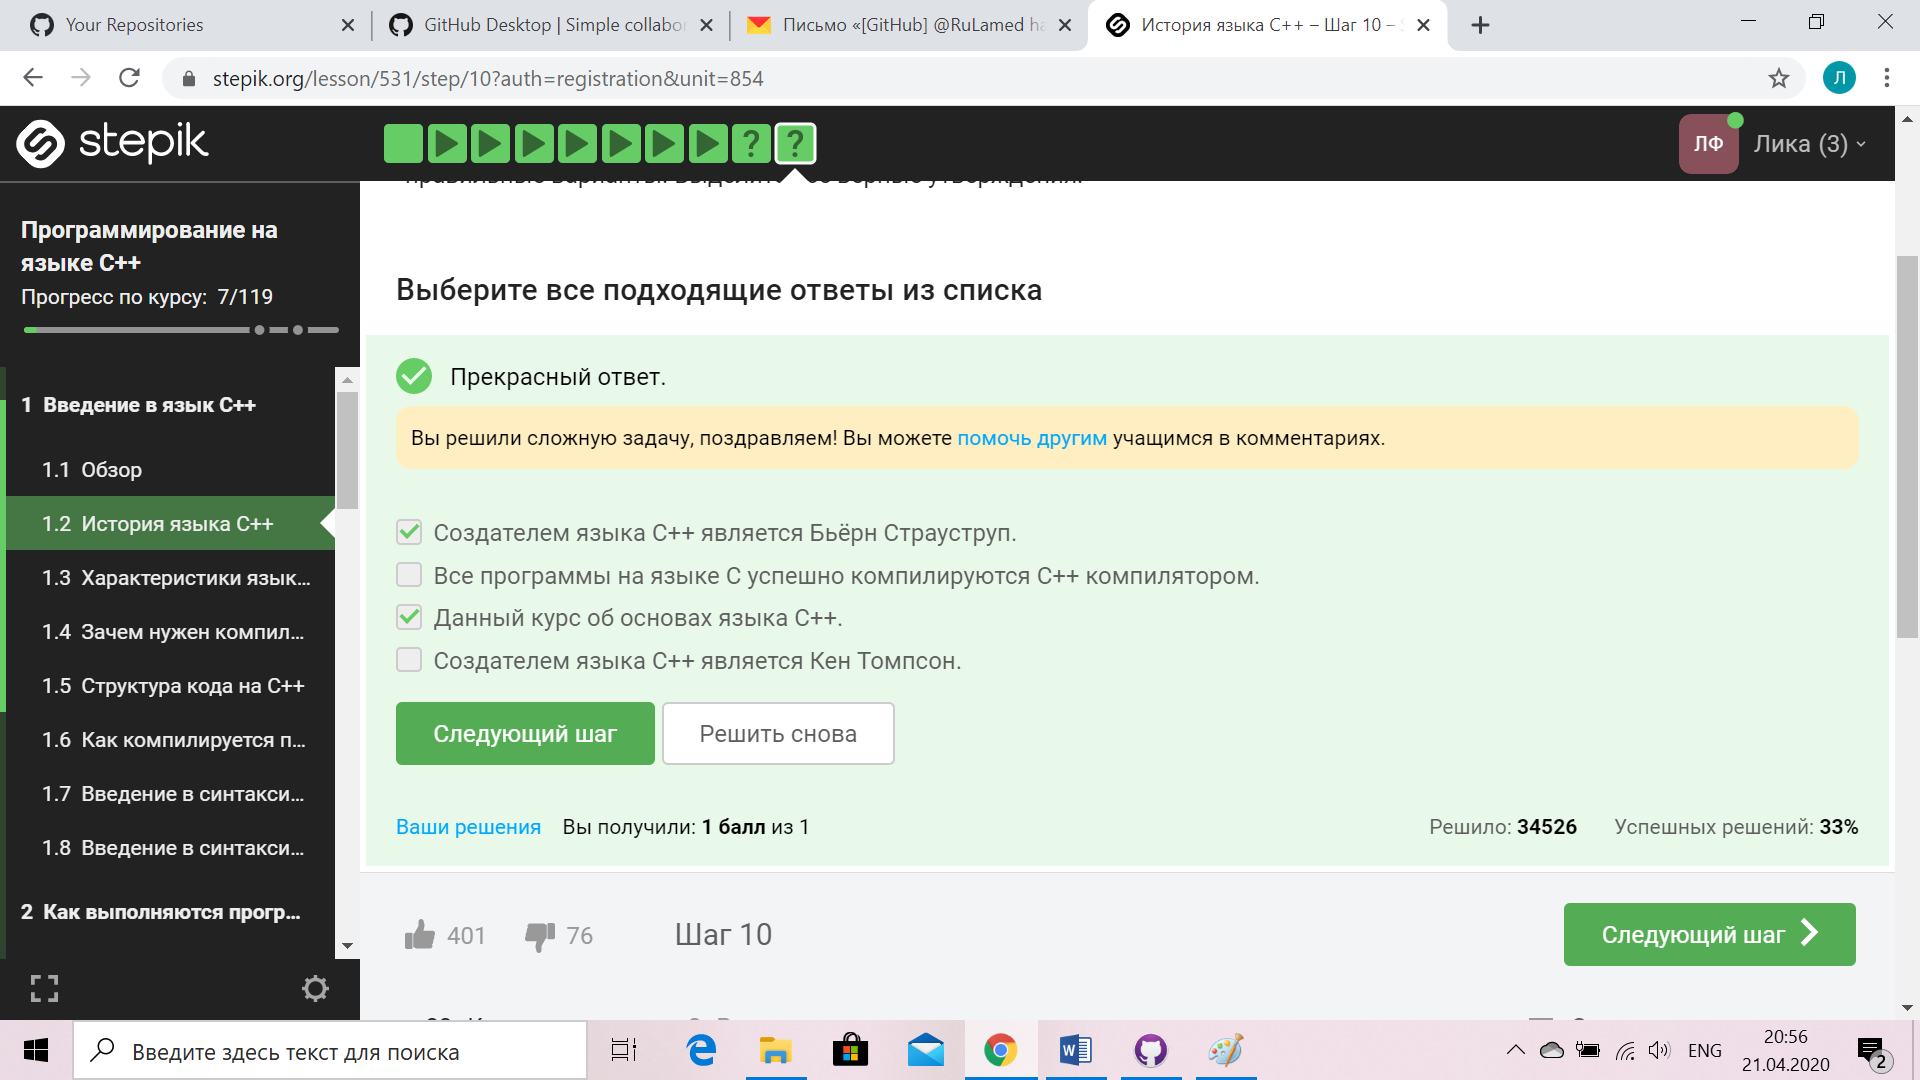 Your Repositories
GitHub Desktop | Simple collabor
Письмо «[GitHub] @RuLamed ha
История языка C++ – Шаг 10 –
stepik.org/lesson/531/step/10?auth=registration&unit=854
Л
stepik
? ?
ЛФ
Лика (3)
Программирование на
языке C++
Прогресс по курсу: 7/119
1 Введение в язык C++
1.1 Обзор
1.2 История языка C++
1.3 Характеристики язык...
1.4 Зачем нужен компил...
1.5 Структура кода на C++
1.6 Как компилируется п...
1.7 Введение в синтакси...
1.8 Введение в синтакси...
2 Как выполняются прогр...
Выберите все подходящие ответы из списка
Прекрасный ответ.
Вы решили сложную задачу, поздравляем! Вы можете помочь другим учащимся в комментариях.
Создателем языка C++ является Бьёрн Страуструп.
Все программы на языке C успешно компилируются C++ компилятором.
Данный курс об основах языка C++.
Создателем языка C++ является Кен Томпсон.
Следующий шаг
Решить снова
Ваши решения Вы получили: 1 балл из 1
Решило: 34526 Успешных решений: 33%
401 76 Шаг 10
Следующий шаг
Введите здесь текст для поиска
ENG
20:56
21.04.2020
2